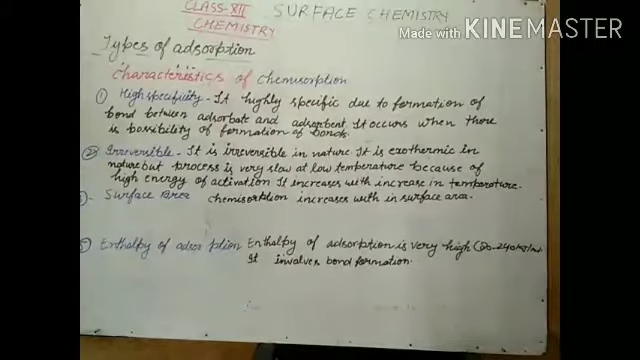 CLASS-XII SURFACE CHEMISTRY
CHEMISTRY
Made with KINEMASTER
Types of adsorption
characteristics of chemisorption
① High specificity - It highly specific due to formation of
bond between adsorbate and adsorbent. It occurs when there
is possibility of formation of bonds.
② Irreversible - It is irreversible in nature. It is exothermic in
nature but process is very slow at low temperature because of
high energy of activation. It increases with increase in temperature.
- Surface Area chemisorption increases with in surface area.
Enthalpy of adsorption Enthalpy of adsorption is very high
It involves bond formation.